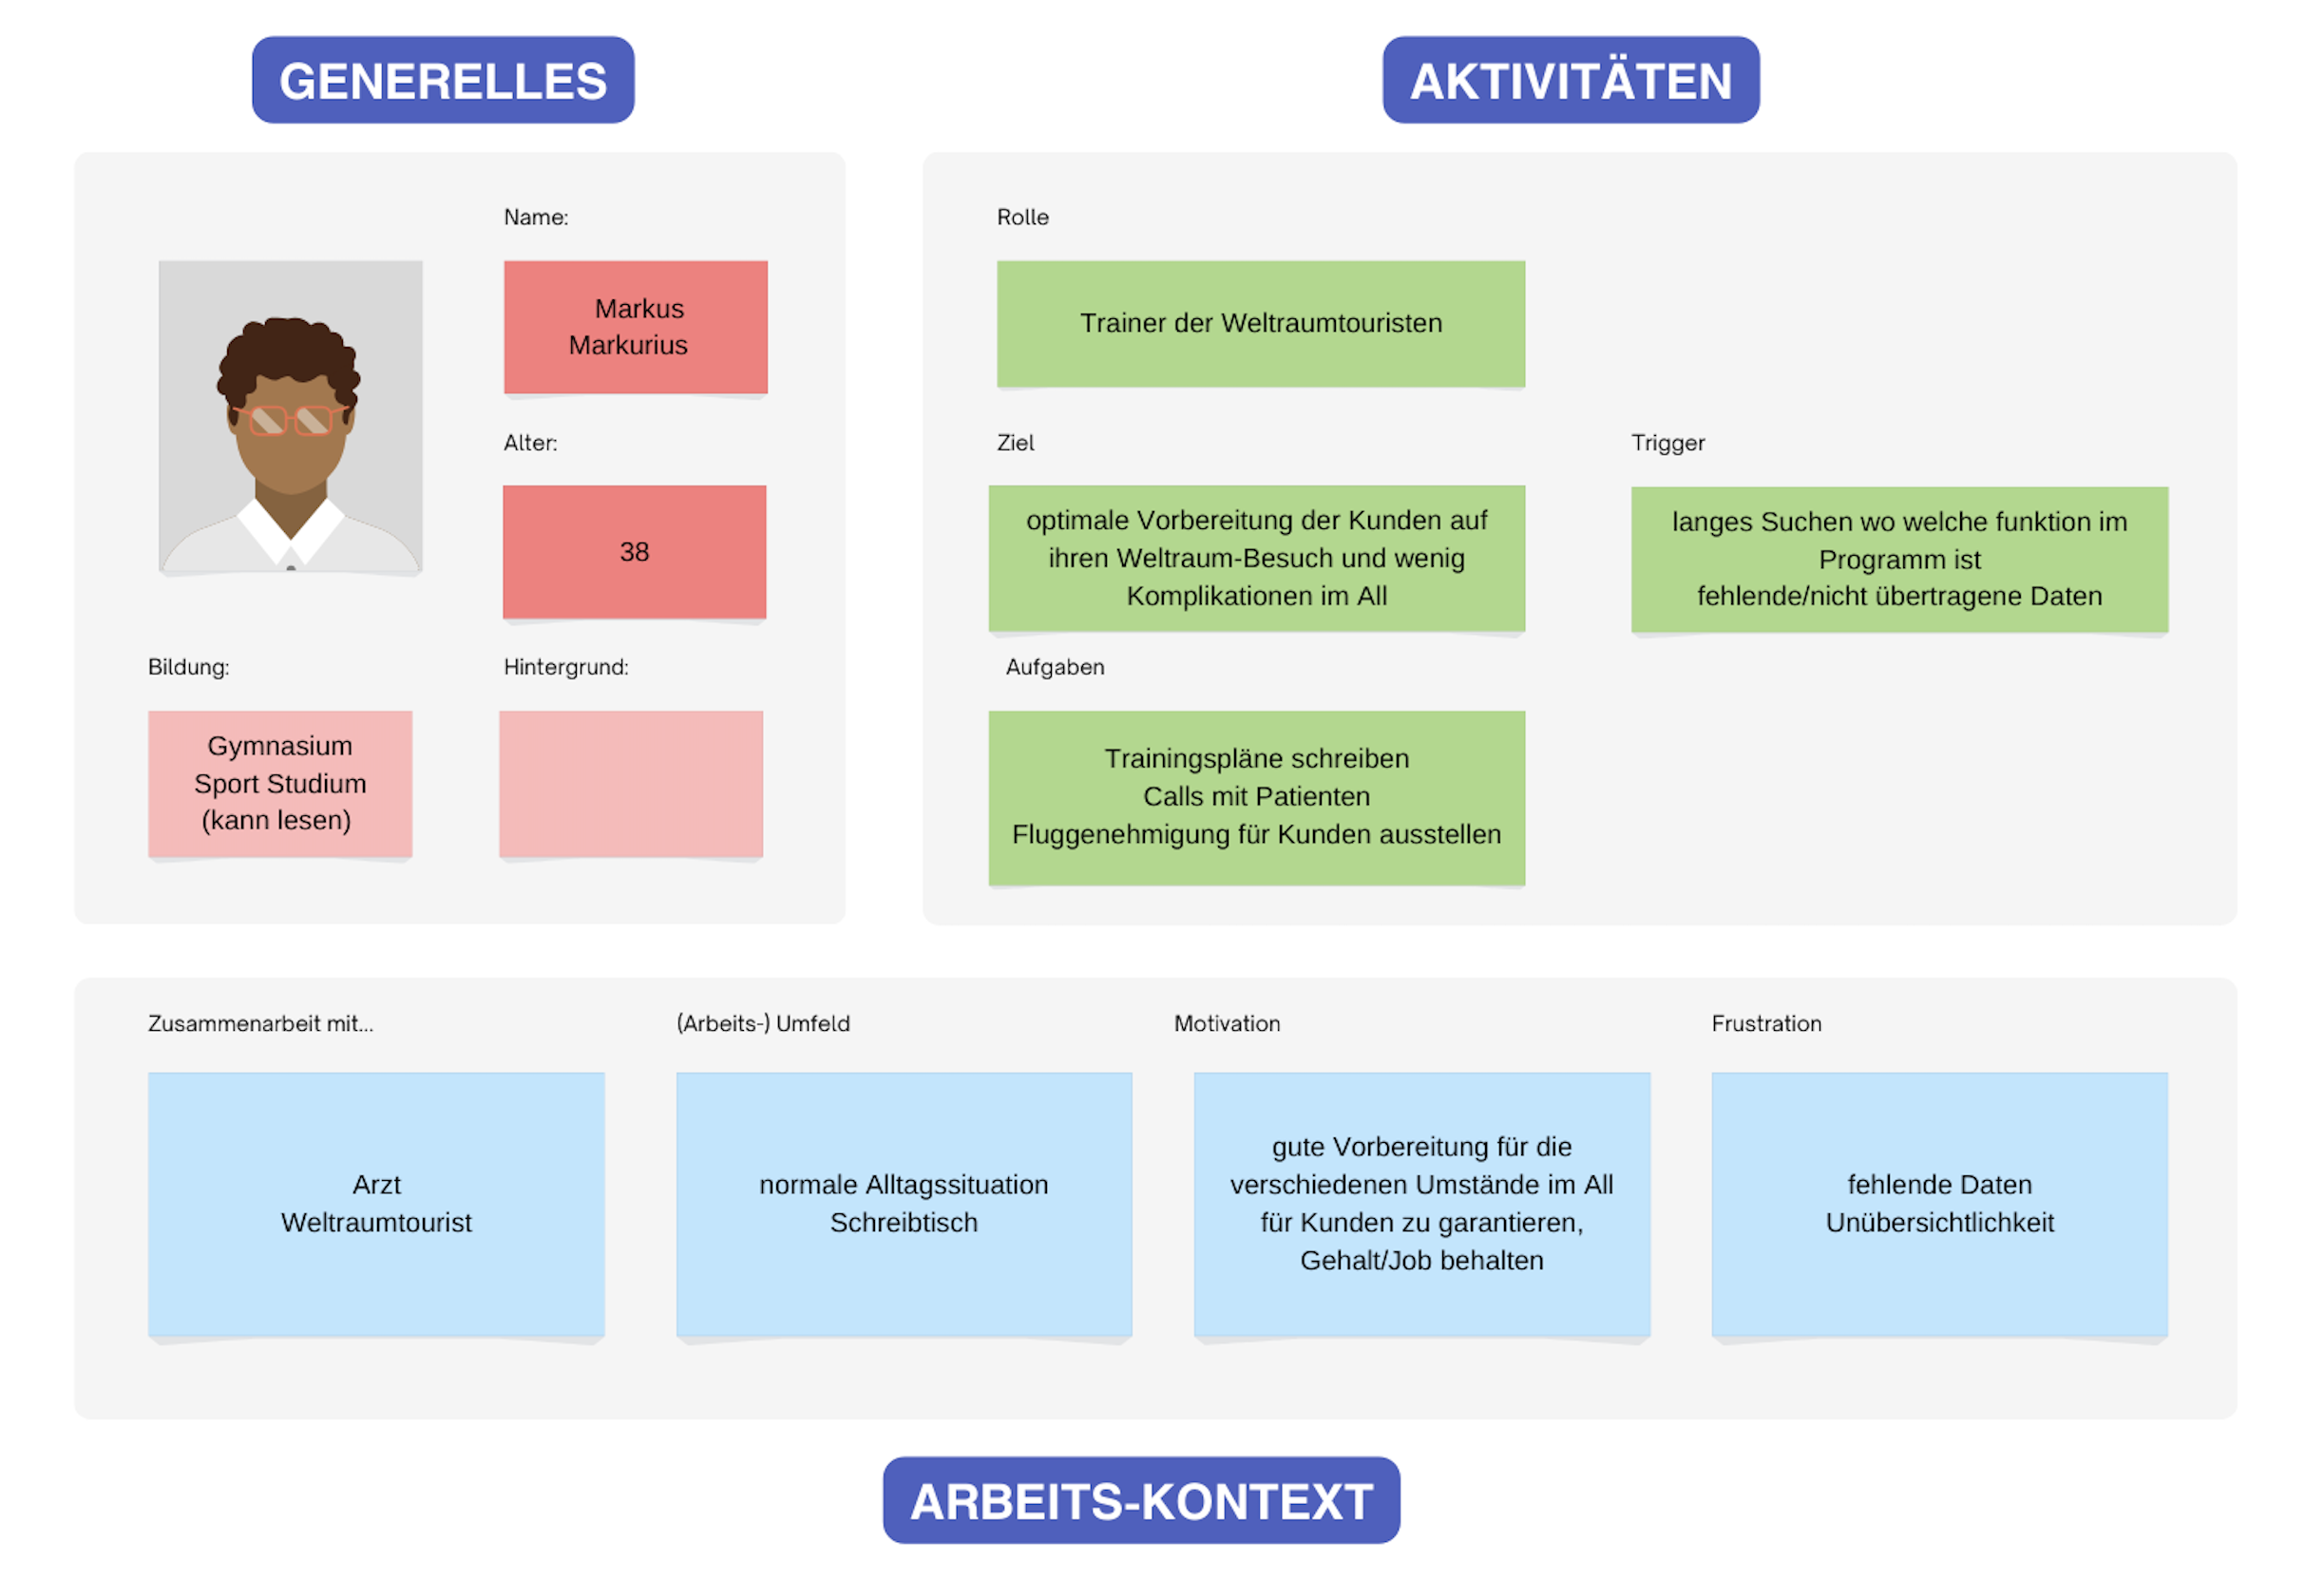 GENERELLES
Name:
Markus
Markurius
Alter:
38
Bildung:
Gymnasium
Sport Studium
(kann lesen)
Hintergrund:
AKTIVITÄTEN
Rolle
Trainer der Weltraumtouristen
Ziel
optimale Vorbereitung der Kunden auf
ihren Weltraum-Besuch und wenig
Komplikationen im All
Trigger
langes Suchen wo welche funktion im
Programm ist
fehlende/nicht übertragene Daten
Aufgaben
Trainingspläne schreiben
Calls mit Patienten
Fluggenehmigung für Kunden ausstellen
Zusammenarbeit mit...
Arzt
Weltraumtourist
(Arbeits-) Umfeld
normale Alltagssituation
Schreibtisch
Motivation
gute Vorbereitung für die
verschiedenen Umstände im All
für Kunden zu garantieren,
Gehalt/Job behalten
Frustration
fehlende Daten
Unübersichtlichkeit
ARBEITS-KONTEXT